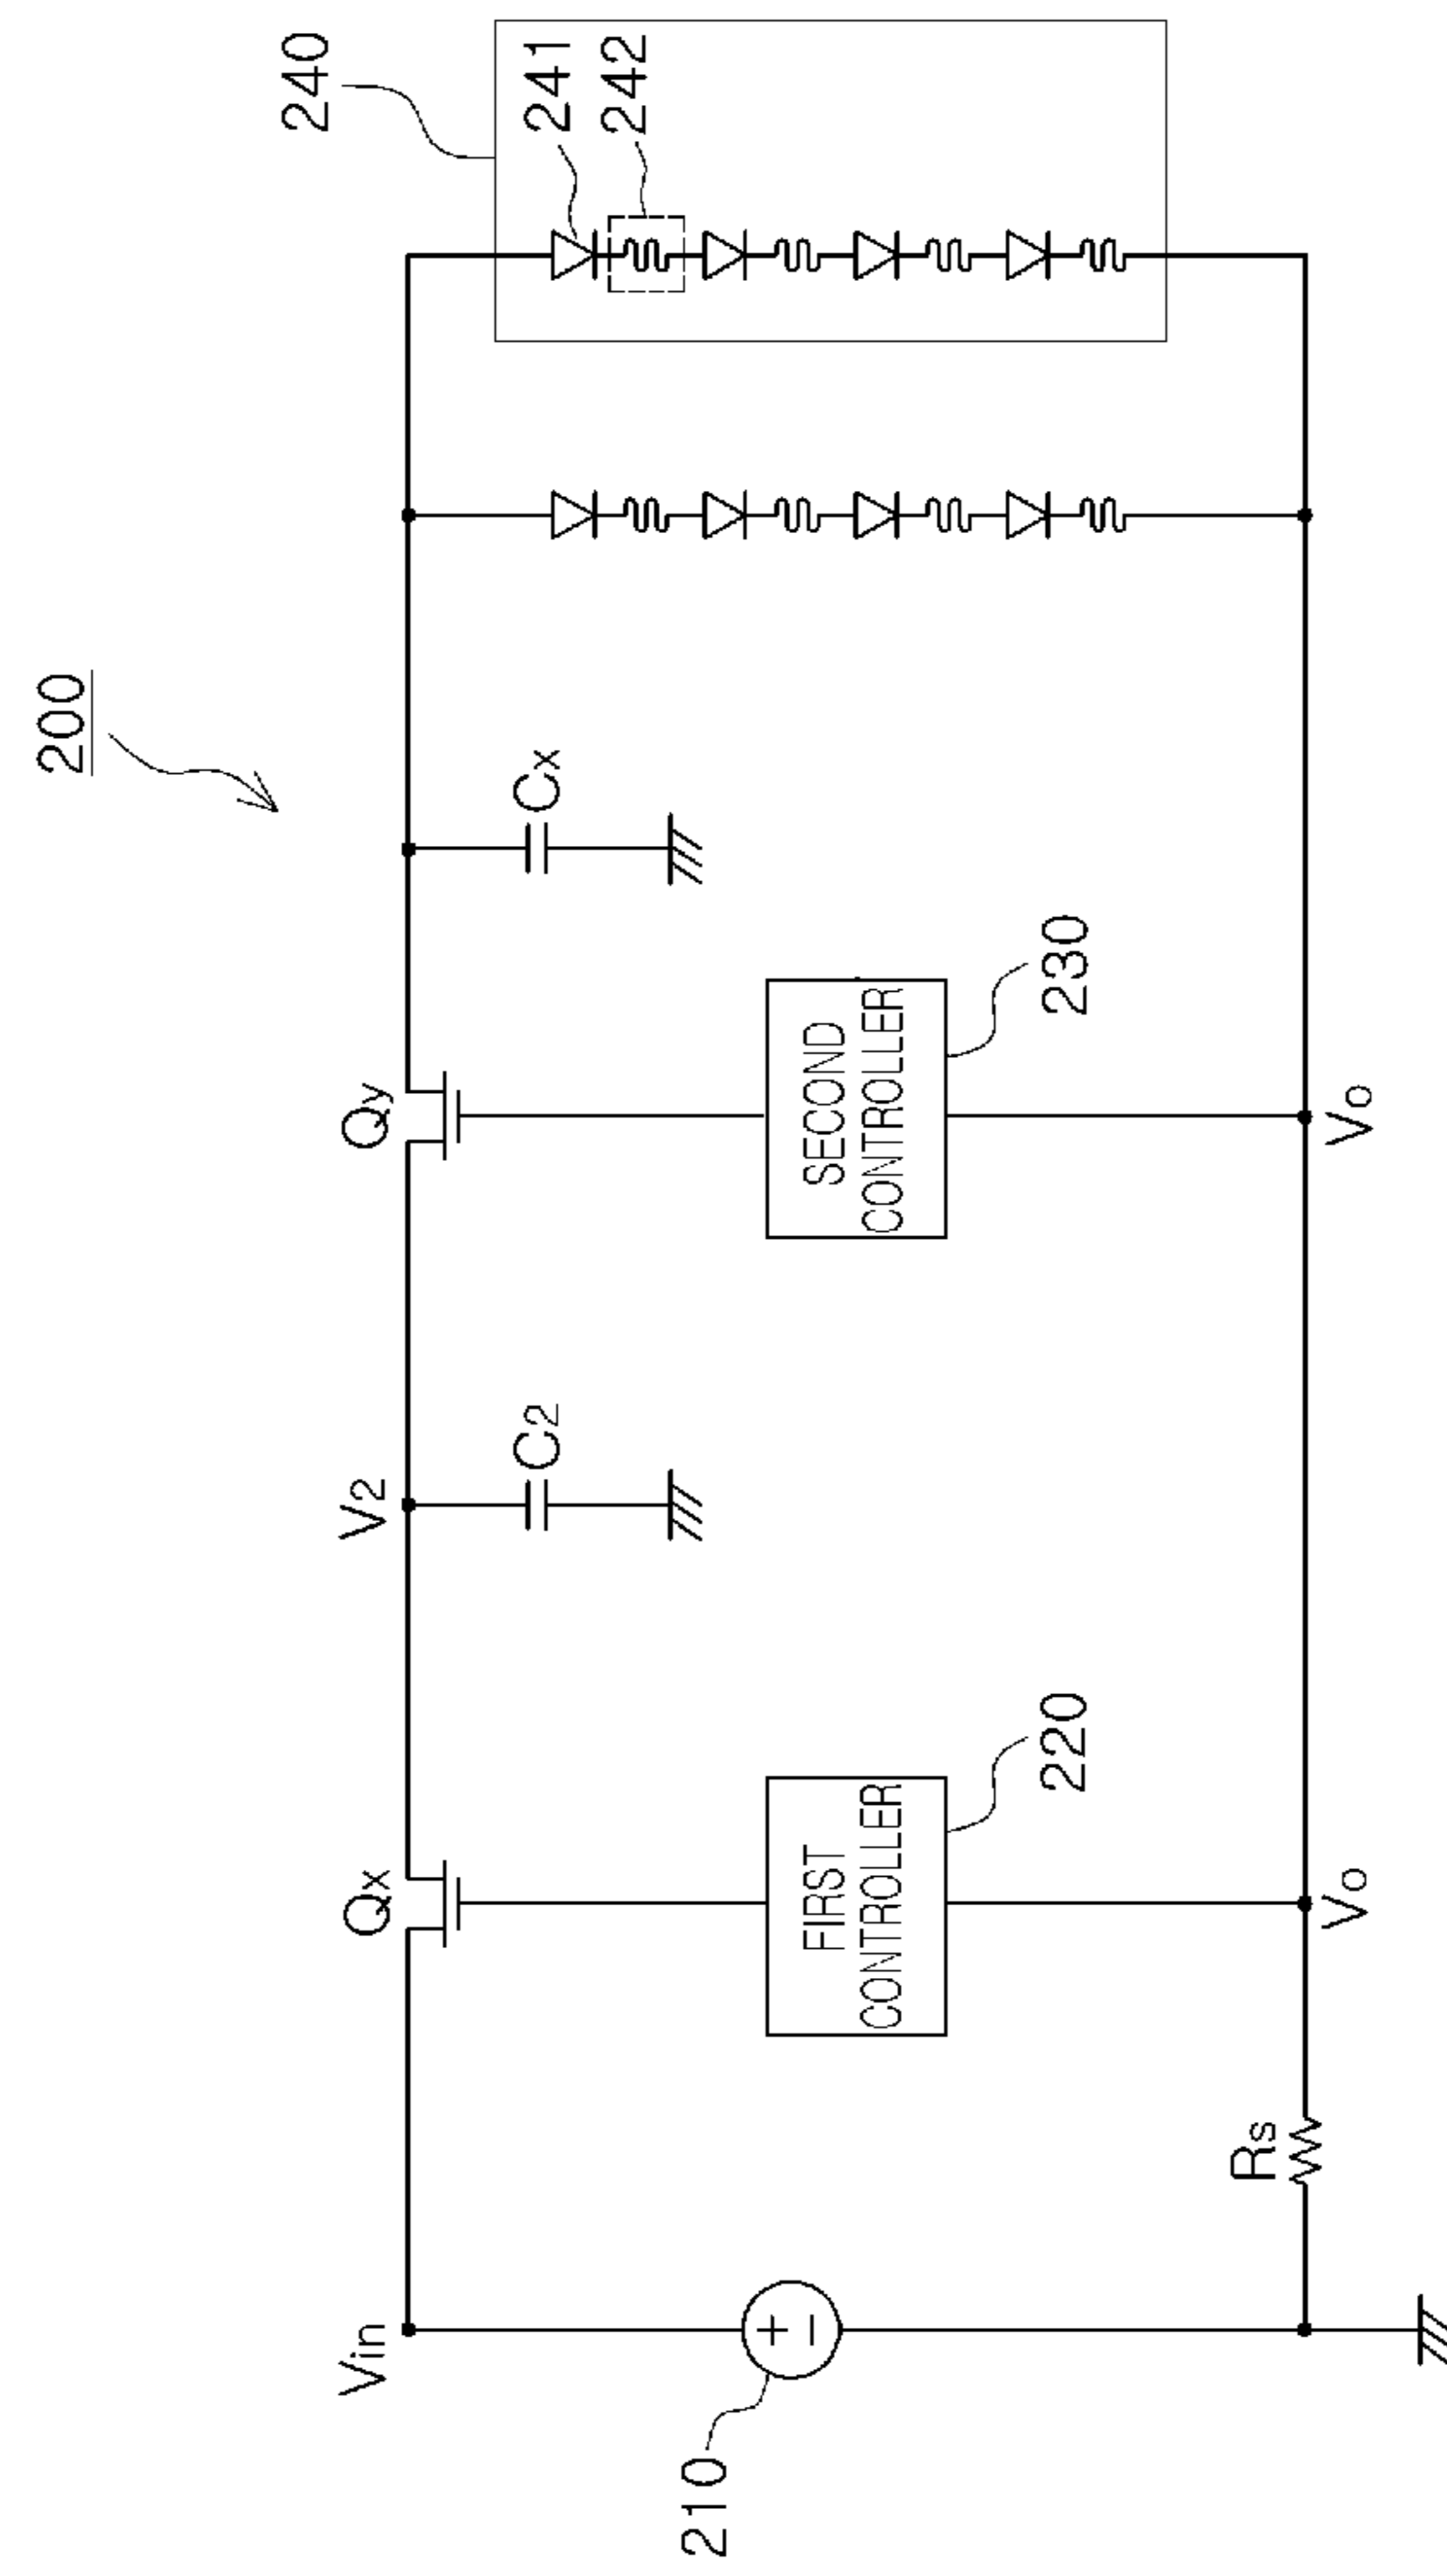 200
240
241
242
Vin
Qx
V2
Qy
C2
Cx
210
FIRST
CONTROLLER
220
SECOND
CONTROLLER
230
+
−
Rs
Vo
Vo